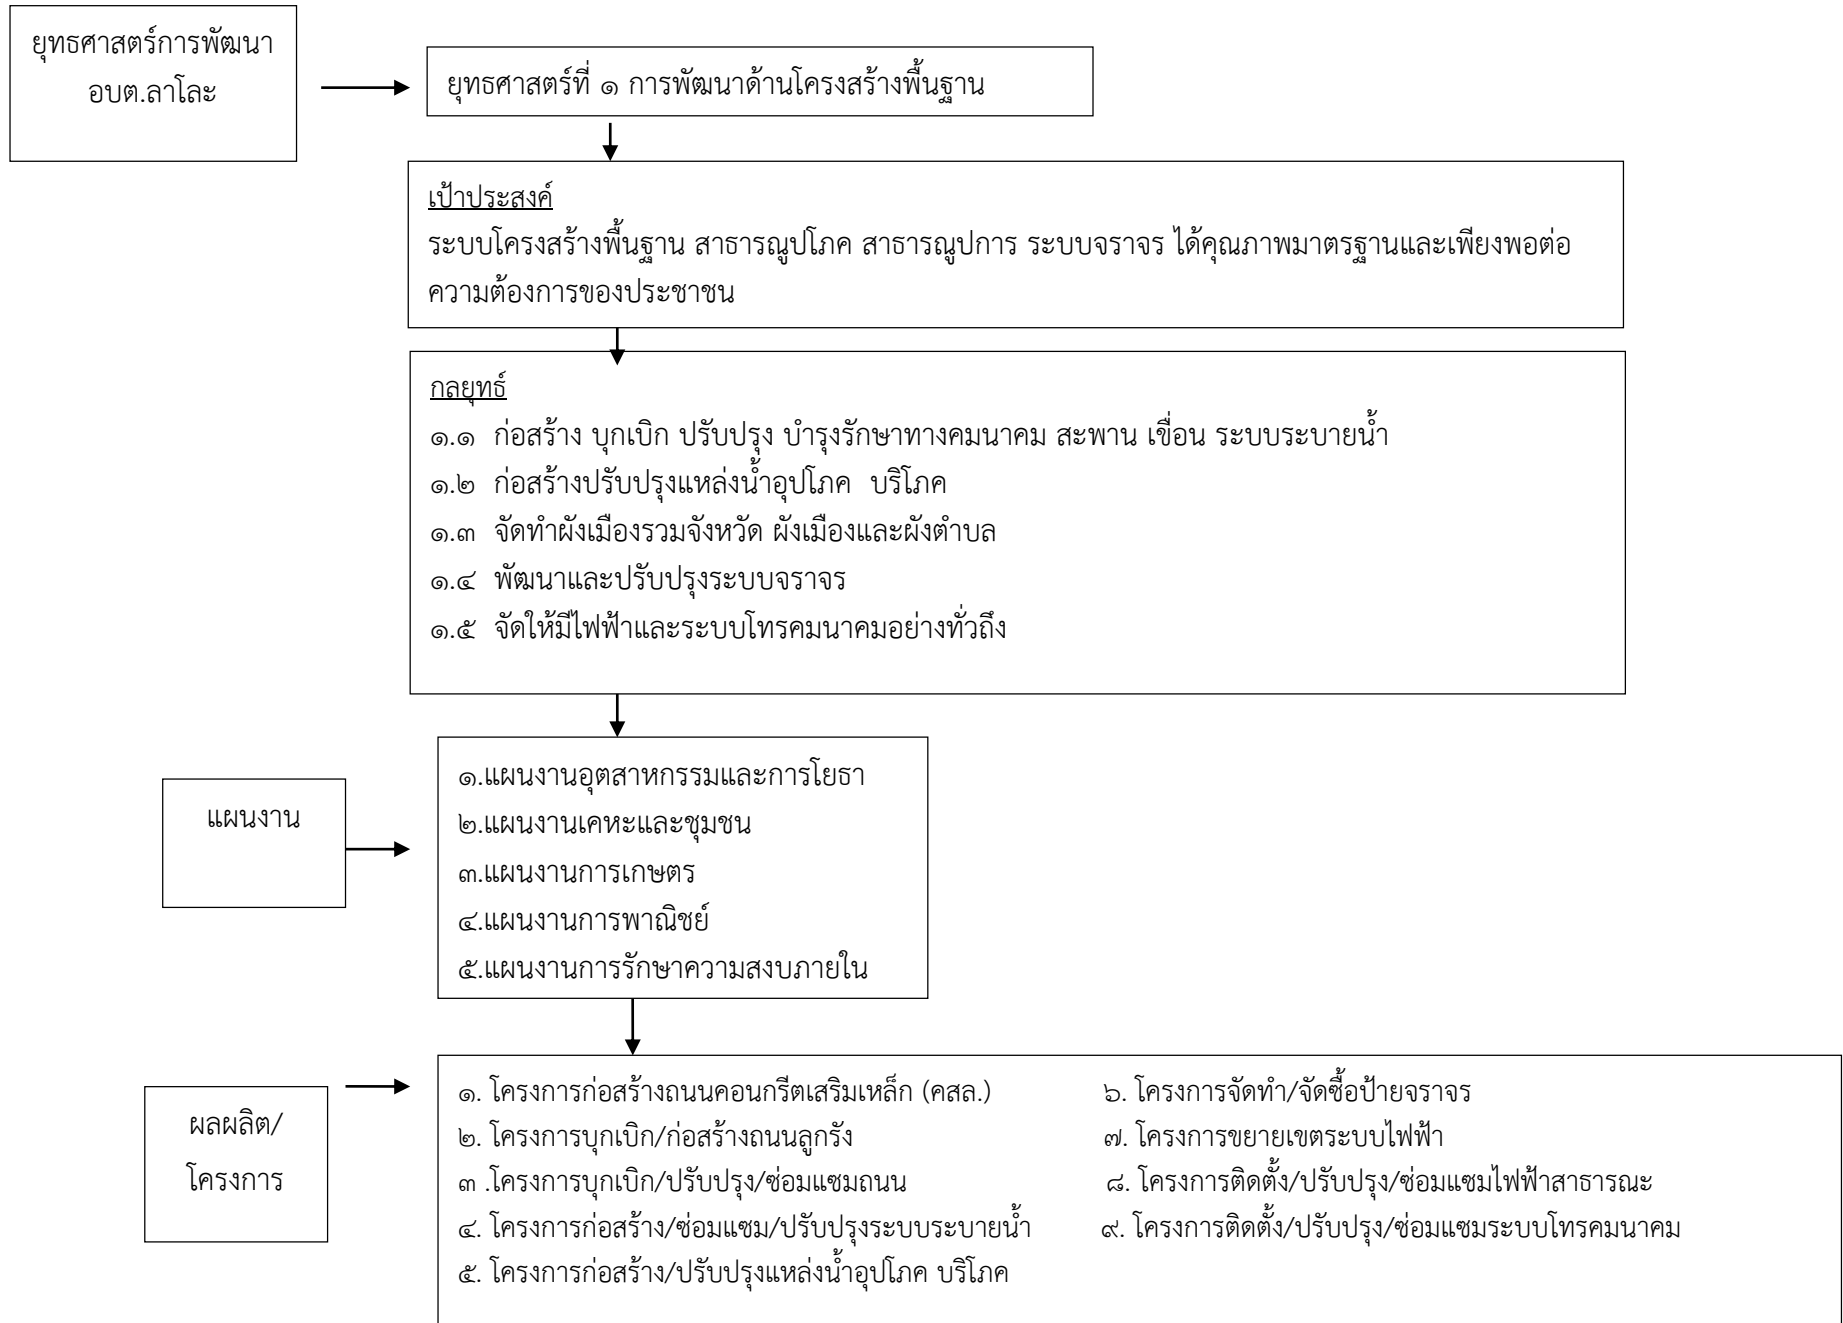 ยุทธศาสตร์การพัฒนา
อบต.ลาโละ
ยุทธศาสตร์ที่ ๑ การพัฒนาด้านโครงสร้างพื้นฐาน
เป้าประสงค์
ระบบโครงสร้างพื้นฐาน สาธารณูปโภค สาธารณูปการ ระบบจราจร ได้คุณภาพมาตรฐานและเพียงพอต่อ
ความต้องการของประชาชน
กลยุทธ์
๑.๑ ก่อสร้าง บุกเบิก ปรับปรุง บำรุงรักษาทางคมนาคม สะพาน เขื่อน ระบบระบายน้ำ
๑.๒ ก่อสร้างปรับปรุงแหล่งน้ำอุปโภค บริโภค
๑.๓ จัดทำผังเมืองรวมจังหวัด ผังเมืองและผังตำบล
๑.๔ พัฒนาและปรับปรุงระบบจราจร
๑.๕ จัดให้มีไฟฟ้าและระบบโทรคมนาคมอย่างทั่วถึง
แผนงาน
๑.แผนงานอุตสาหกรรมและการโยธา
๒.แผนงานเคหะและชุมชน
๓.แผนงานการเกษตร
๔.แผนงานการพาณิชย์
๕.แผนงานการรักษาความสงบภายใน
ผลผลิต/
โครงการ
๑. โครงการก่อสร้างถนนคอนกรีตเสริมเหล็ก (คสล.)
๒. โครงการบุกเบิก/ก่อสร้างถนนลูกรัง
๓ .โครงการบุกเบิก/ปรับปรุง/ซ่อมแซมถนน
๔. โครงการก่อสร้าง/ซ่อมแซม/ปรับปรุงระบบระบายน้ำ
๕. โครงการก่อสร้าง/ปรับปรุงแหล่งน้ำอุปโภค บริโภค
๖. โครงการจัดทำ/จัดซื้อป้ายจราจร
๗. โครงการขยายเขตระบบไฟฟ้า
๘. โครงการติดตั้ง/ปรับปรุง/ซ่อมแซมไฟฟ้าสาธารณะ
๙. โครงการติดตั้ง/ปรับปรุง/ซ่อมแซมระบบโทรคมนาคม